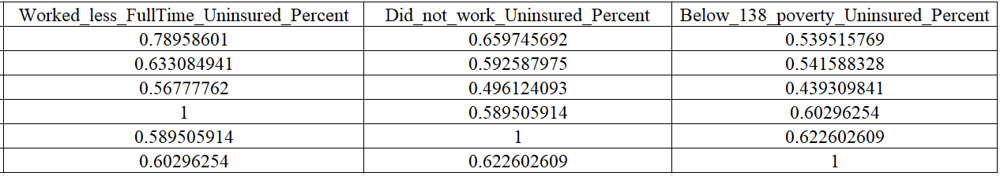 Worked_less_FullTime_Uninsured_Percent Did_not_work_Uninsured_Percent Below_138_poverty_Uninsured_Percent
0.78958601 0.659745692 0.539515769
0.633084941 0.592587975 0.541588328
0.56777762 0.496124093 0.439309841
1 0.589505914 0.60296254
0.589505914 1 0.622602609
0.60296254 0.622602609 1